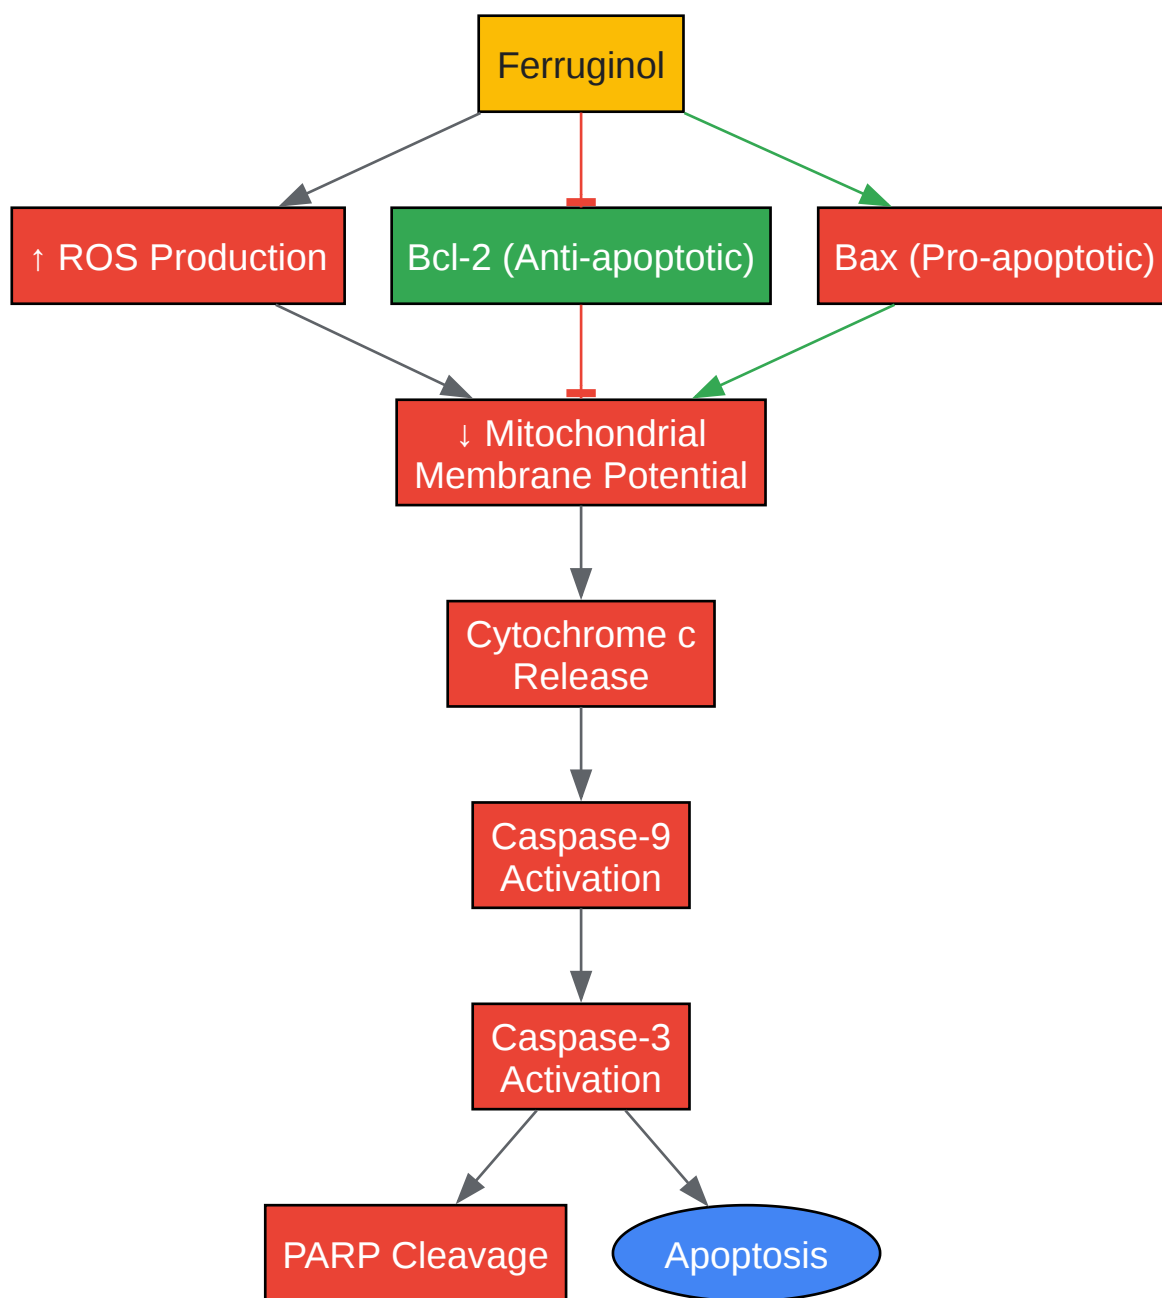 Ferruginol
↑ ROS Production
Bcl-2 (Anti-apoptotic)
Bax (Pro-apoptotic)
↓ Mitochondrial
Membrane Potential
Cytochrome c
Release
Caspase-9
Activation
Caspase-3
Activation
PARP Cleavage
Apoptosis